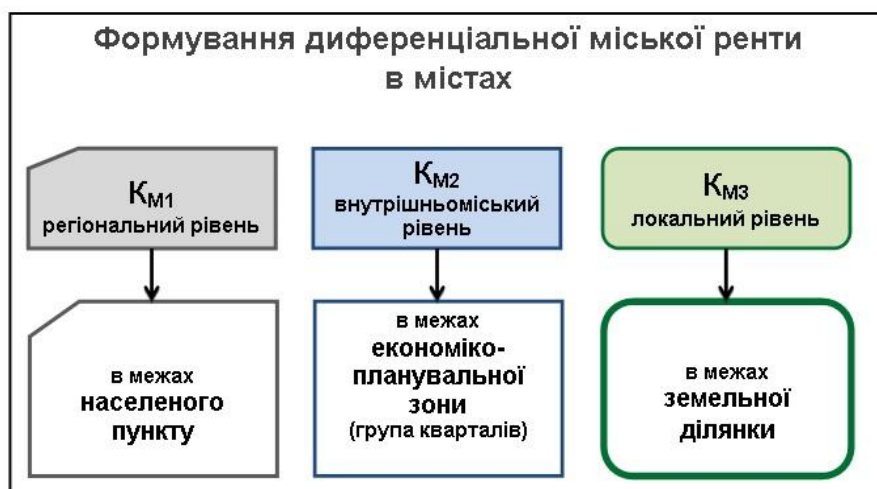 Формування диференціальної міської ренти
в містах
КМ1
регіональний рівень
КМ2
внутрішньоміський
рівень
КМ3
локальний рівень
в межах
населеного
пункту
в межах
економіко-
планувальної
зони
(група кварталів)
в межах
земельної
ділянки